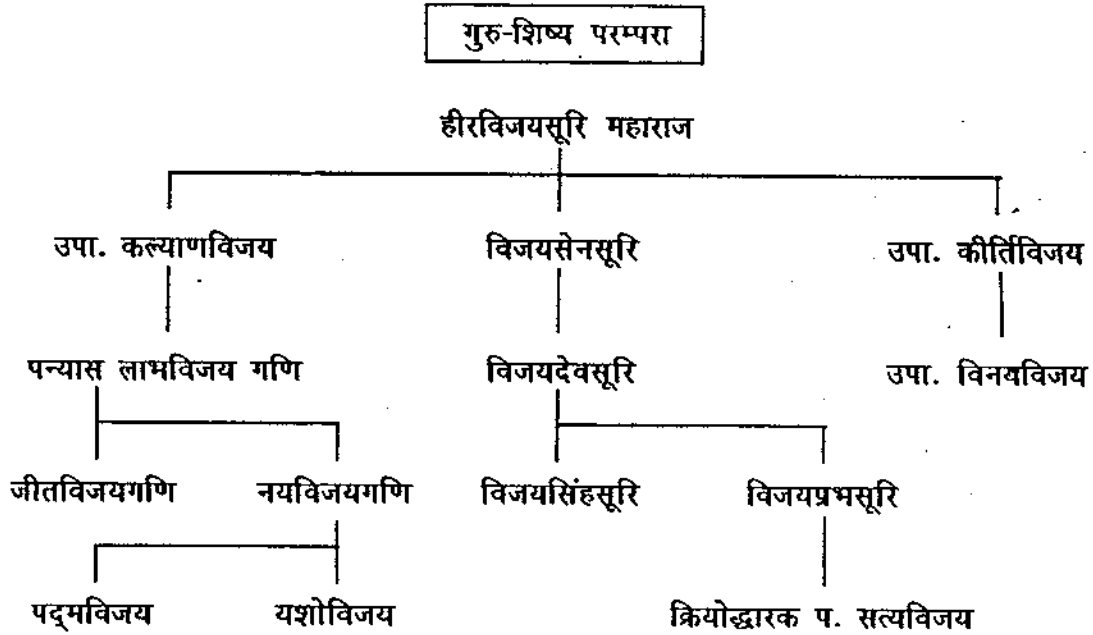 गुरु-शिष्य परम्परा
हीरविजयसूरि महाराज
उपा. कल्याणविजय विजयसेनसूरि उपा. कीर्तिविजय
पन्यास लाभविजय गणि विजयदेवसूरि उपा. विनयविजय
जीतविजयगणि नयविजयगणि विजयसिंहसूरि विजयप्रभसूरि
पद्मविजय यशोविजय क्रियोद्धारक प. सत्यविजय